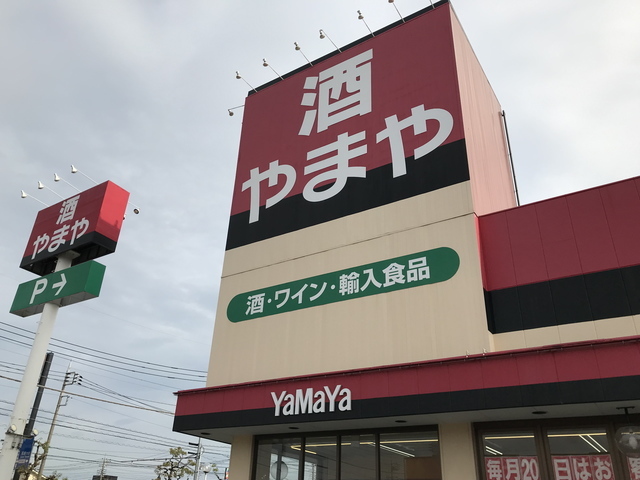 酒
やまや
酒
やまや
P→
酒・ワイン・輸入食品
YaMaYa
毎月20日はお